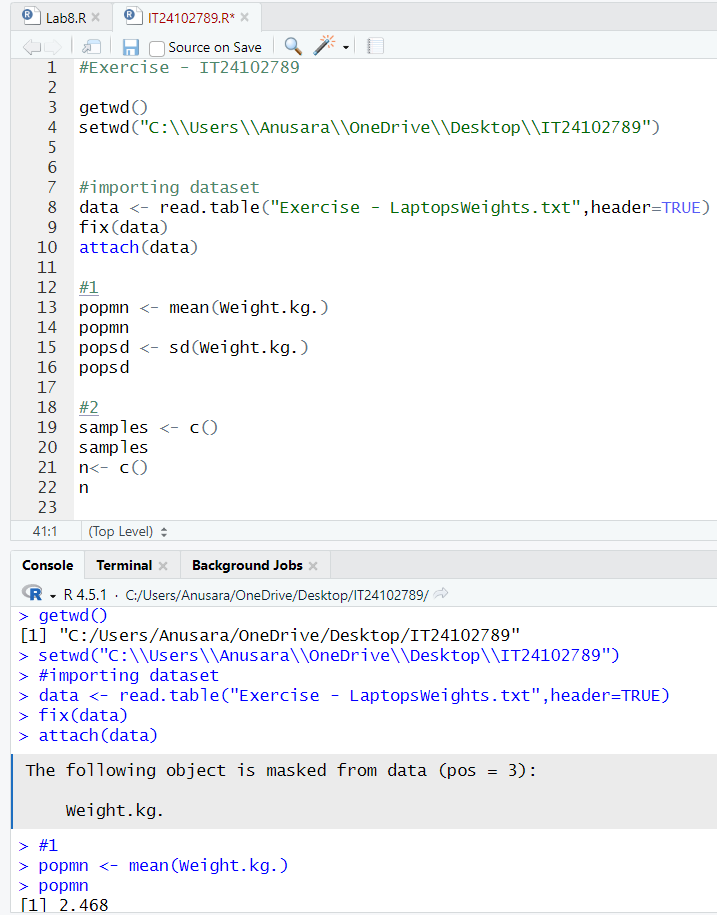 Lab8.R
IT24102789.R*
Source on Save
1 #Exercise - IT24102789
2
3 getwd()
4 setwd("C:\\Users\\Anusara\\OneDrive\\Desktop\\IT24102789")
5
6
7 #importing dataset
8 data <- read.table("Exercise - LaptopsWeights.txt",header=TRUE)
9 fix(data)
10 attach(data)
11
12 #1
13 popmn <- mean(Weight.kg.)
14 popmn
15 popsd <- sd(Weight.kg.)
16 popsd
17
18 #2
19 samples <- c()
20 samples
21 n<- c()
22 n
23
41:1 (Top Level)
Console Terminal Background Jobs
R R 4.5.1 · C:/Users/Anusara/OneDrive/Desktop/IT24102789/
> getwd()
[1] "C:/Users/Anusara/OneDrive/Desktop/IT24102789"
> setwd("C:\\Users\\Anusara\\OneDrive\\Desktop\\IT24102789")
> #importing dataset
> data <- read.table("Exercise - LaptopsWeights.txt",header=TRUE)
> fix(data)
> attach(data)
The following object is masked from data (pos = 3):
Weight.kg.
> #1
> popmn <- mean(Weight.kg.)
> popmn
[1] 2.468